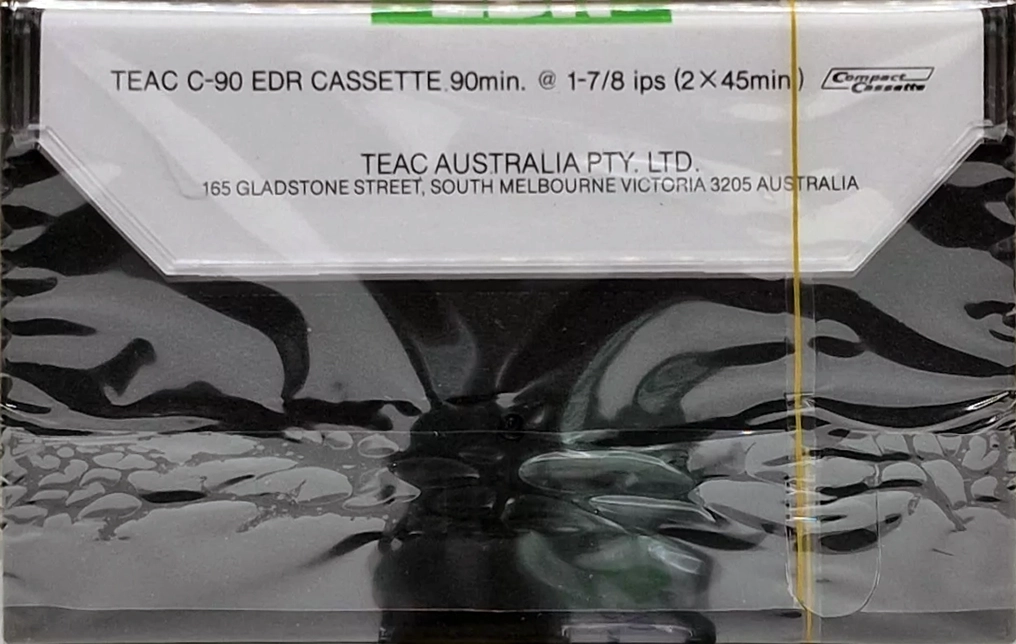 TEAC C-90 EDR CASSETTE 90min. @ 1-7/8 ips (2×45min) Compact Cassette
TEAC AUSTRALIA PTY. LTD.
165 GLADSTONE STREET, SOUTH MELBOURNE VICTORIA 3205 AUSTRALIA